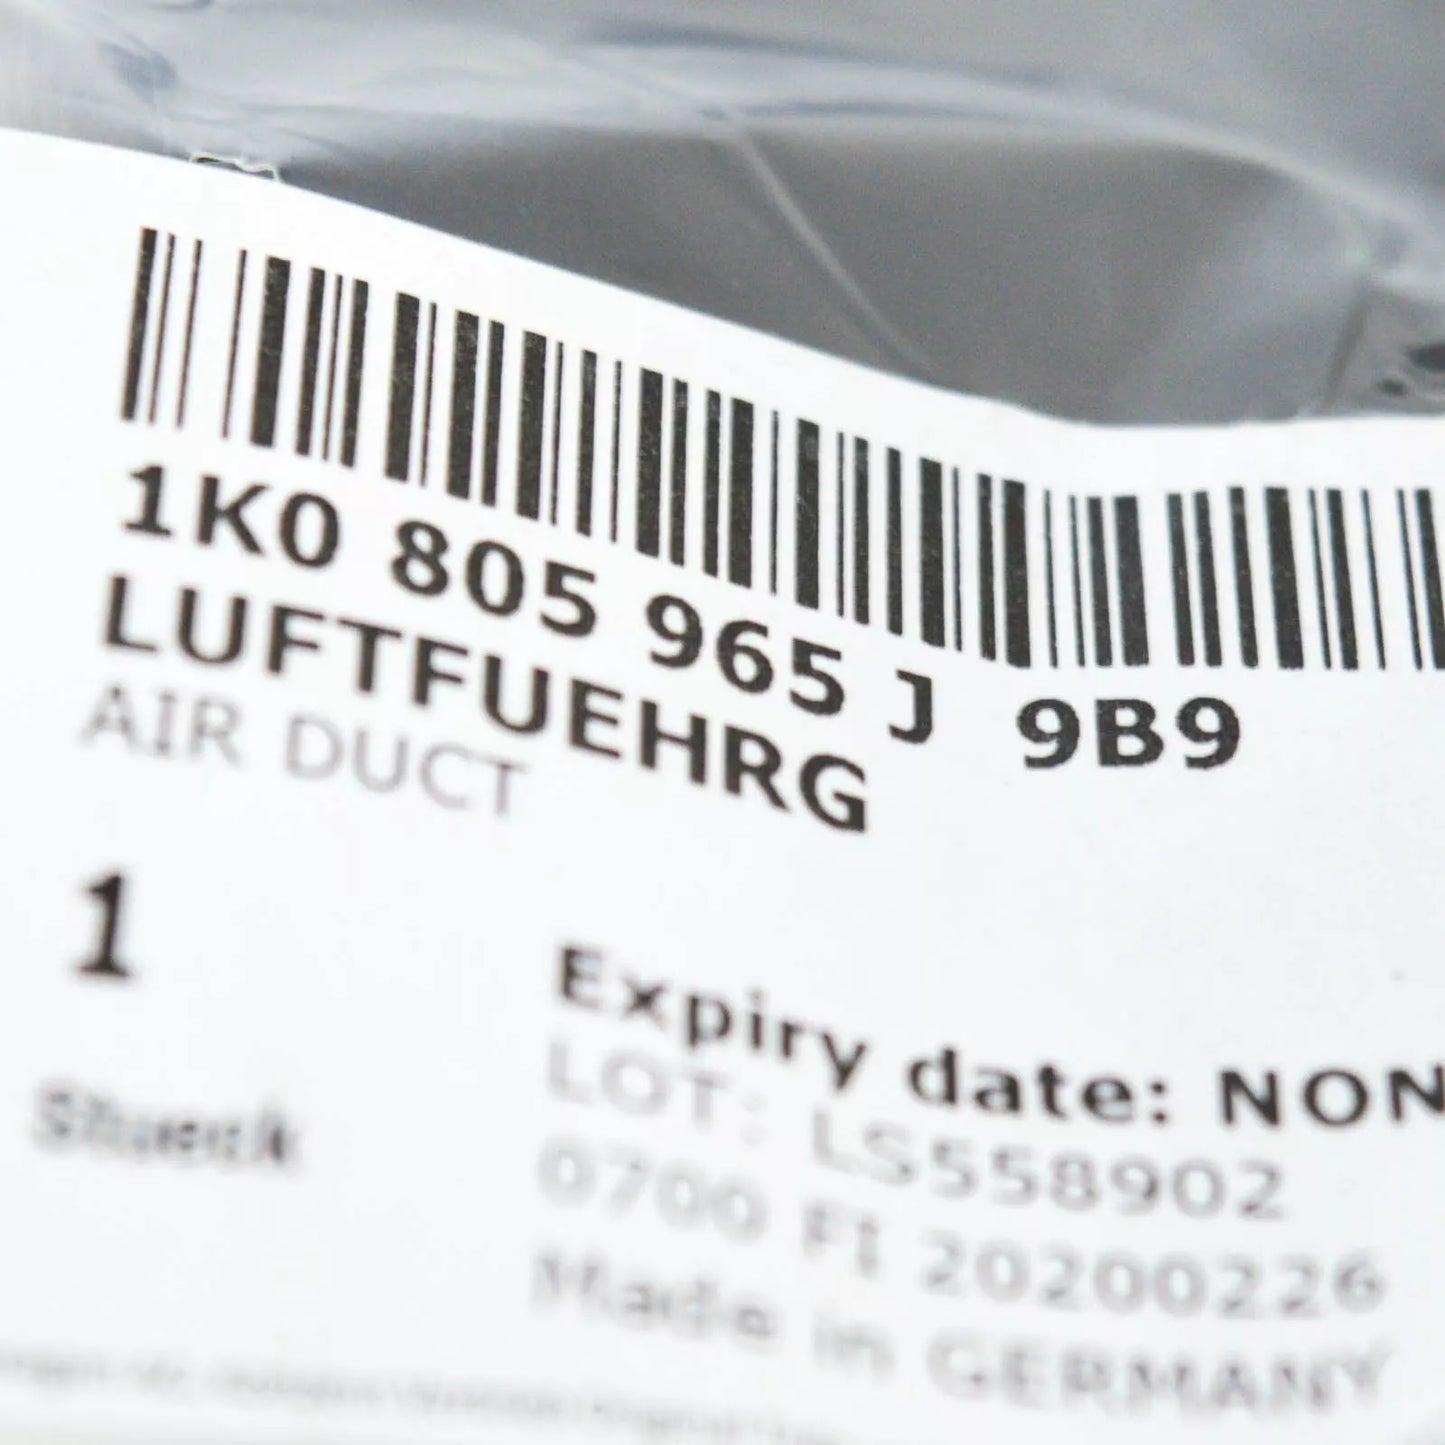 1K0 805 965 J 9B9
LUFTFUEHRG
AIR DUCT
1
Stueck
Expiry date: NON
LOT: LS558902
0700 FI 20200226
Made in GERMANY